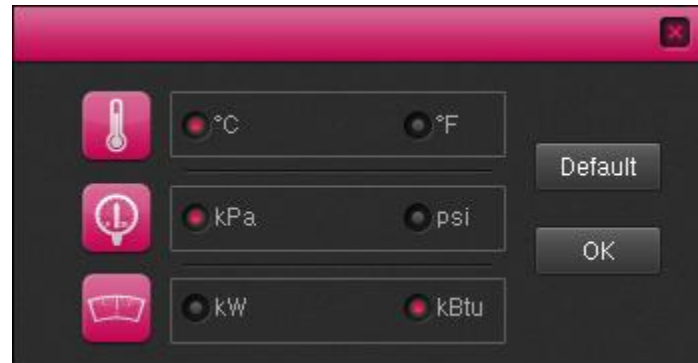 °C °F
Default
kPa psi
OK
kW kBtu